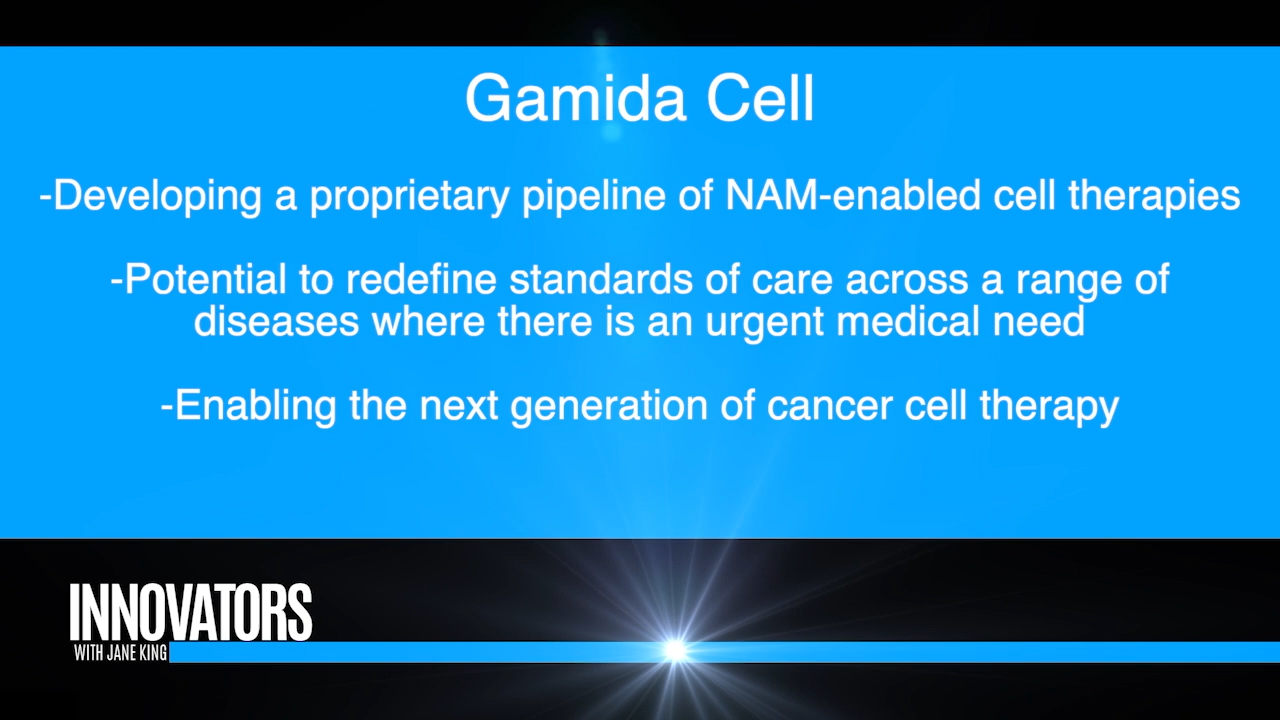 Gamida Cell
-Developing a proprietary pipeline of NAM-enabled cell therapies
-Potential to redefine standards of care across a range of
diseases where there is an urgent medical need
-Enabling the next generation of cancer cell therapy
INNOVATORS
WITH JANE KING